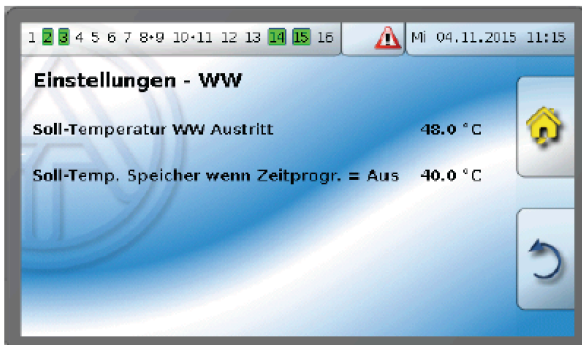 1 2 3 4 5 6 7 8•9 10•11 12 13 14 15 16 Mi 04.11.2015 11:15
Einstellungen - WW
Soll-Temperatur WW Austritt 48.0 °C
Soll-Temp. Speicher wenn Zeitprogr. = Aus 40.0 °C